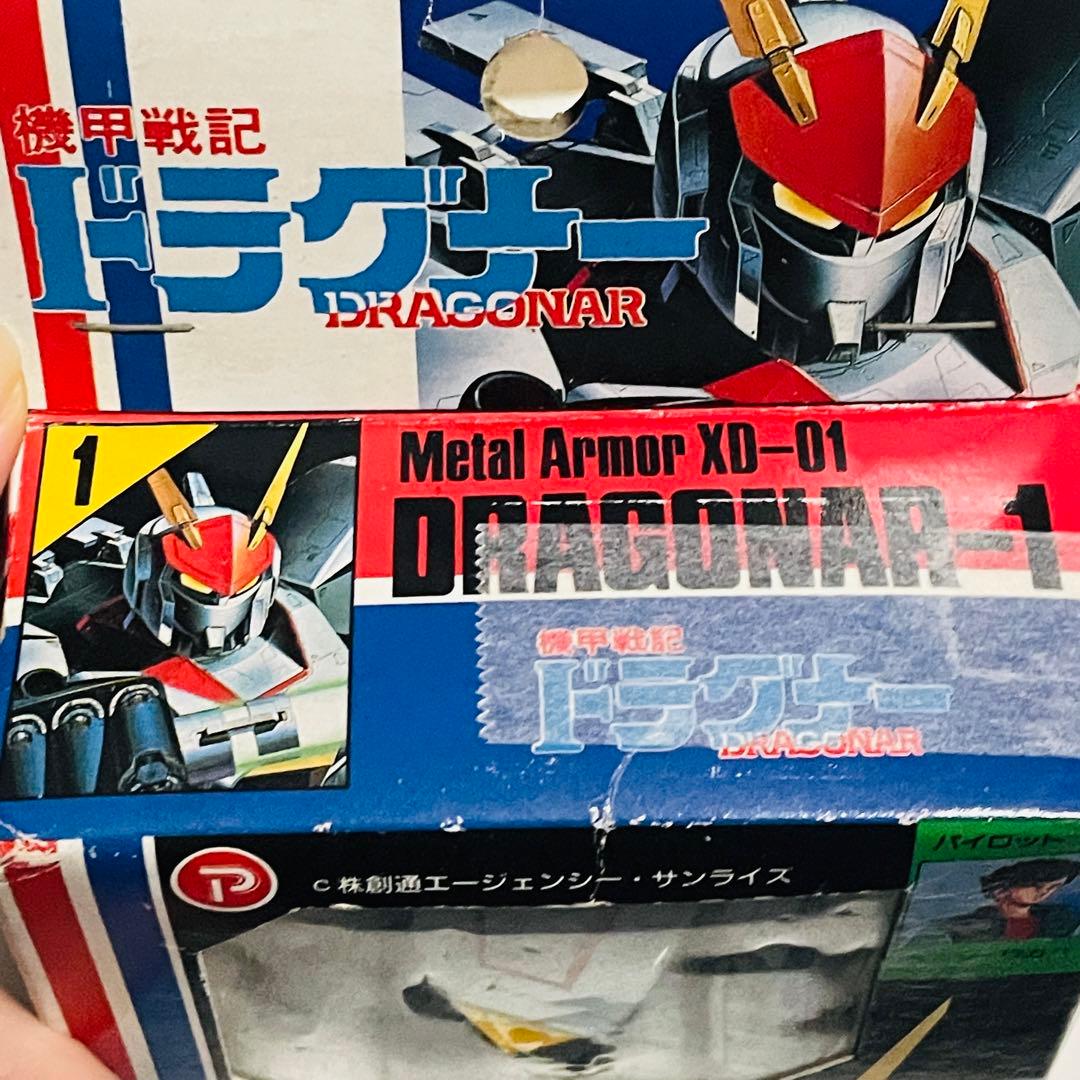 機甲戦記
ドラグナー
DRAGONAR
1
Metal Armor XD-01
DRAGONAR-1
機甲戦記
ドラグナー
DRAGONAR
P
C 株創通エージェンシー・サンライズ
パイロット